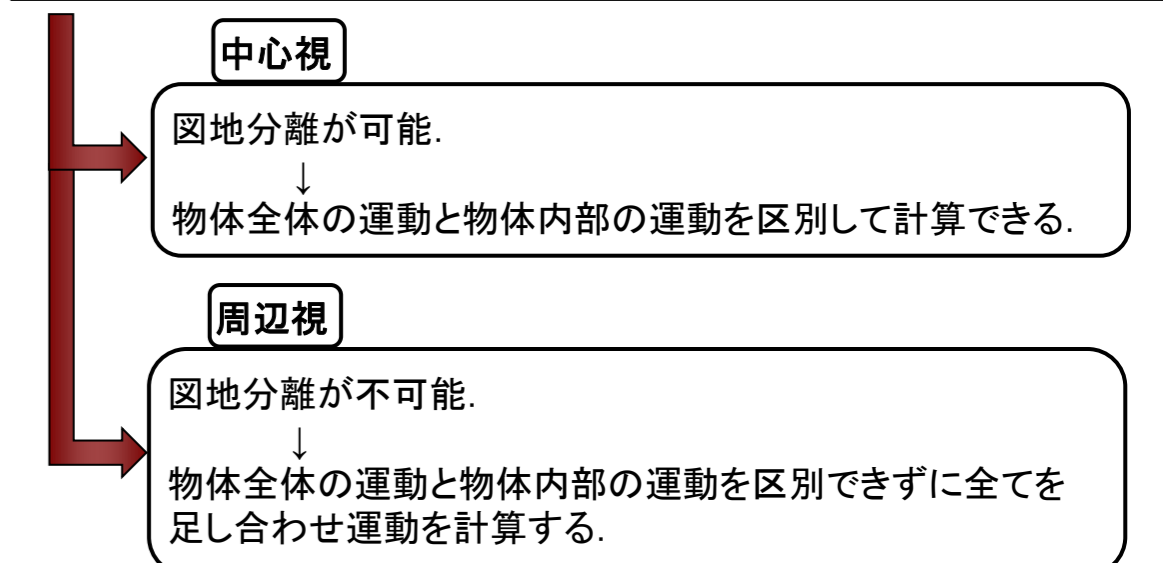 中心視
図地分離が可能.
↓
物体全体の運動と物体内部の運動を区別して計算できる.
周辺視
図地分離が不可能.
↓
物体全体の運動と物体内部の運動を区別できずに全てを
足し合わせ運動を計算する.